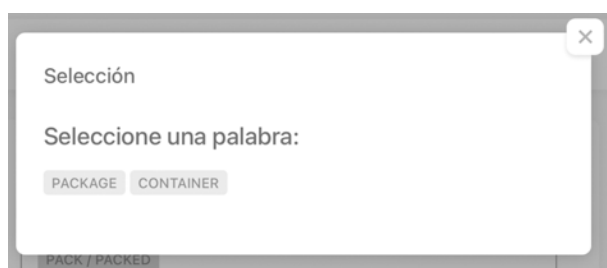 Selección
Seleccione una palabra:
PACKAGE CONTAINER
PACK / PACKED